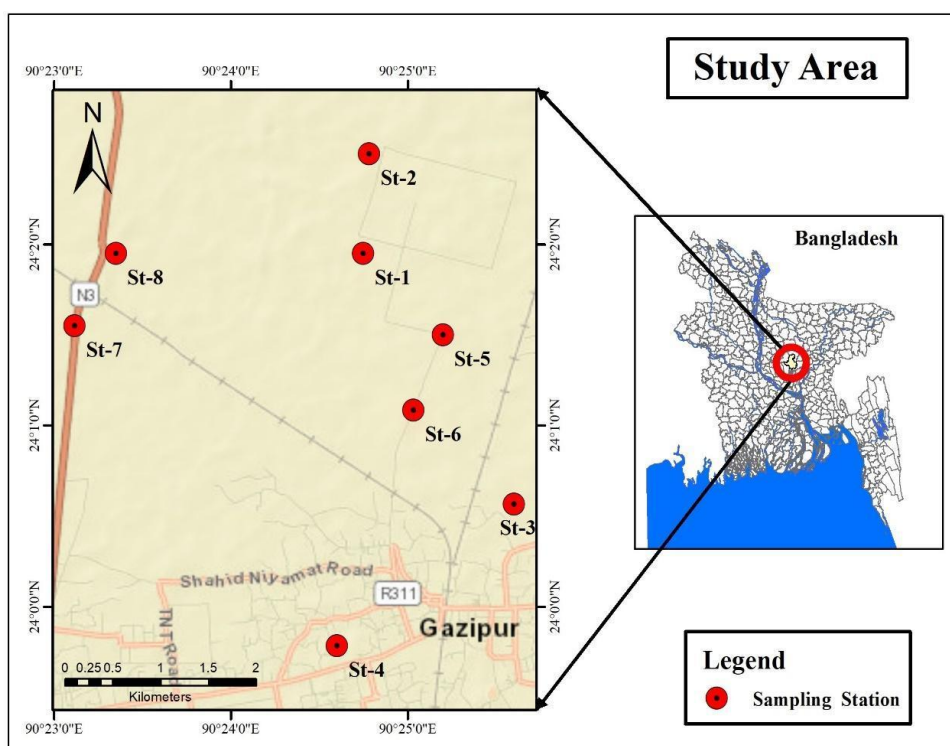 Study Area
90°23'0"E 90°24'0"E 90°25'0"E
N
St-2
St-1
St-8
N3
St-7
St-5
St-6
St-3
Shahid Niyamat Road
R311
TNT Road
Gazipur
St-4
0 0.25 0.5 1 1.5 2
Kilometers
24°2'0"N 24°2'0"N
24°1'0"N 24°1'0"N
24°0'0"N 24°0'0"N
90°23'0"E 90°24'0"E 90°25'0"E
Bangladesh
Legend
Sampling Station